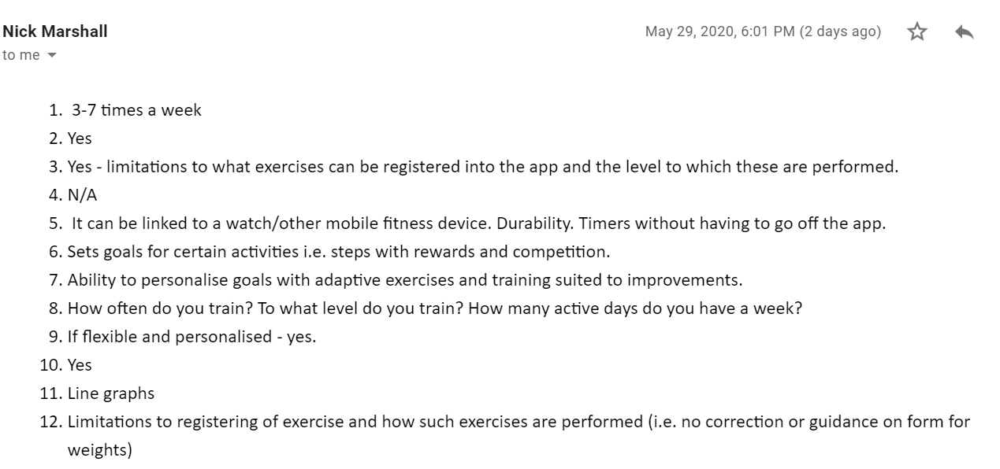 Nick Marshall
May 29, 2020, 6:01 PM (2 days ago)
to me
1. 3-7 times a week
2. Yes
3. Yes - limitations to what exercises can be registered into the app and the level to which these are performed.
4. N/A
5. It can be linked to a watch/other mobile fitness device. Durability. Timers without having to go off the app.
6. Sets goals for certain activities i.e. steps with rewards and competition.
7. Ability to personalise goals with adaptive exercises and training suited to improvements.
8. How often do you train? To what level do you train? How many active days do you have a week?
9. If flexible and personalised - yes.
10. Yes
11. Line graphs
12. Limitations to registering of exercise and how such exercises are performed (i.e. no correction or guidance on form for
weights)